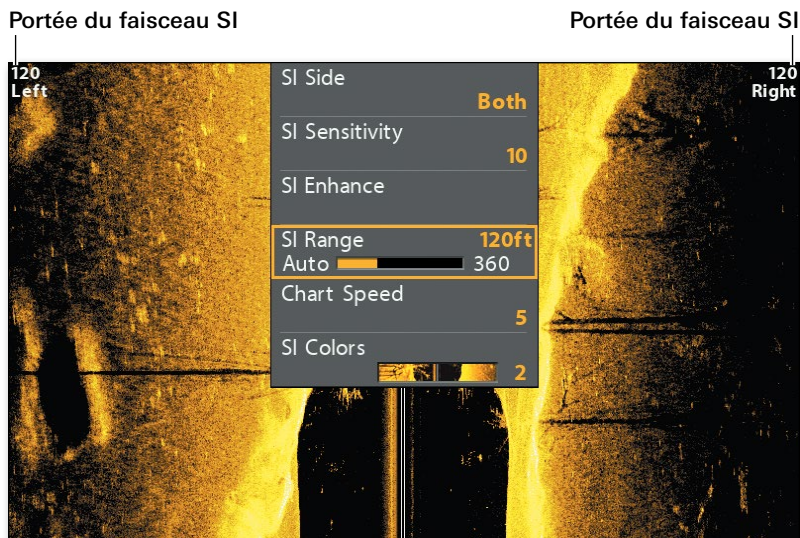 Portée du faisceau SI
Portée du faisceau SI
120
Left
120
Right
SI Side
Both
SI Sensitivity
10
SI Enhance
SI Range 120ft
Auto 360
Chart Speed
5
SI Colors
2